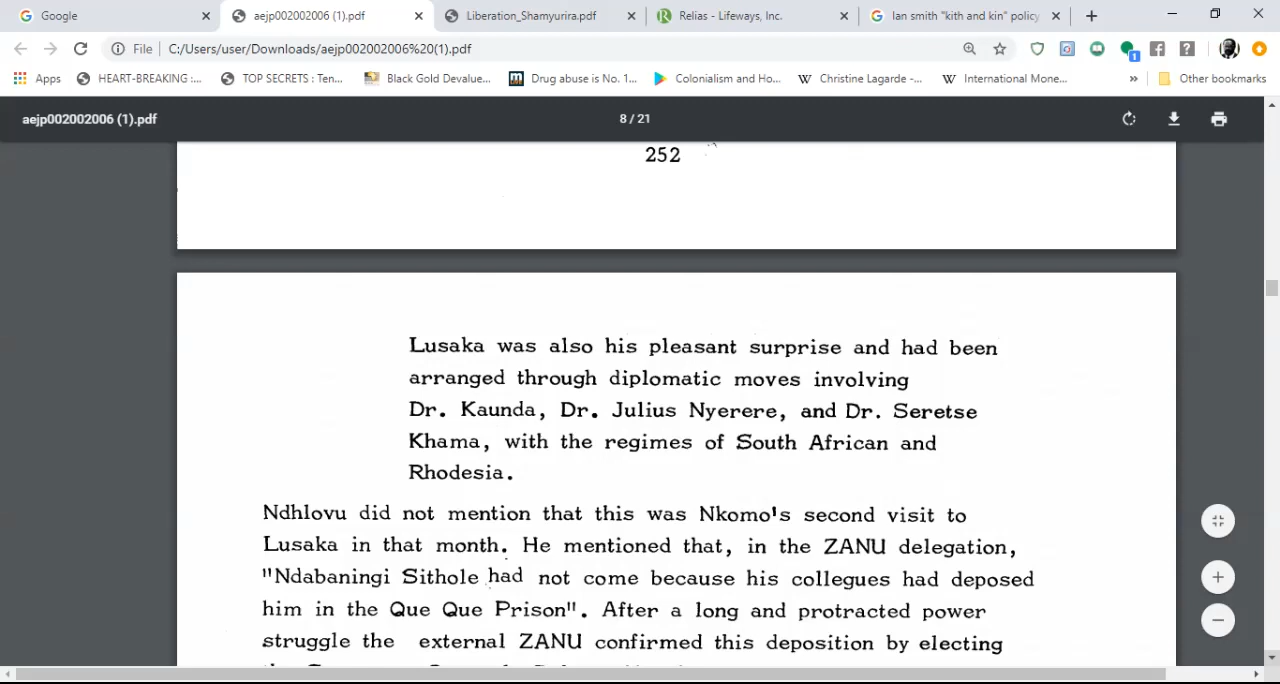 Google
aejp002002006 (1).pdf
Liberation_Shamyurira.pdf
Relias - Lifeways, Inc.
Ian smith "kith and kin" policy
File
C:/Users/user/Downloads/aejp002002006%20(1).pdf
1
Apps
HEART-BREAKING :...
TOP SECRETS : Ten...
Black Gold Devalue...
Drug abuse is No. 1...
Colonialism and Ho...
Christine Lagarde -...
International Mone...
»
Other bookmarks
aejp002002006 (1).pdf
8 / 21
252
Lusaka was also his pleasant surprise and had been
arranged through diplomatic moves involving
Dr. Kaunda, Dr. Julius Nyerere, and Dr. Seretse
Khama, with the regimes of South African and
Rhodesia.
Ndhlovu did not mention that this was Nkomo's second visit to
Lusaka in that month. He mentioned that, in the ZANU delegation,
"Ndabaningi Sithole had not come because his collegues had deposed
him in the Que Que Prison". After a long and protracted power
struggle the external ZANU confirmed this deposition by electing